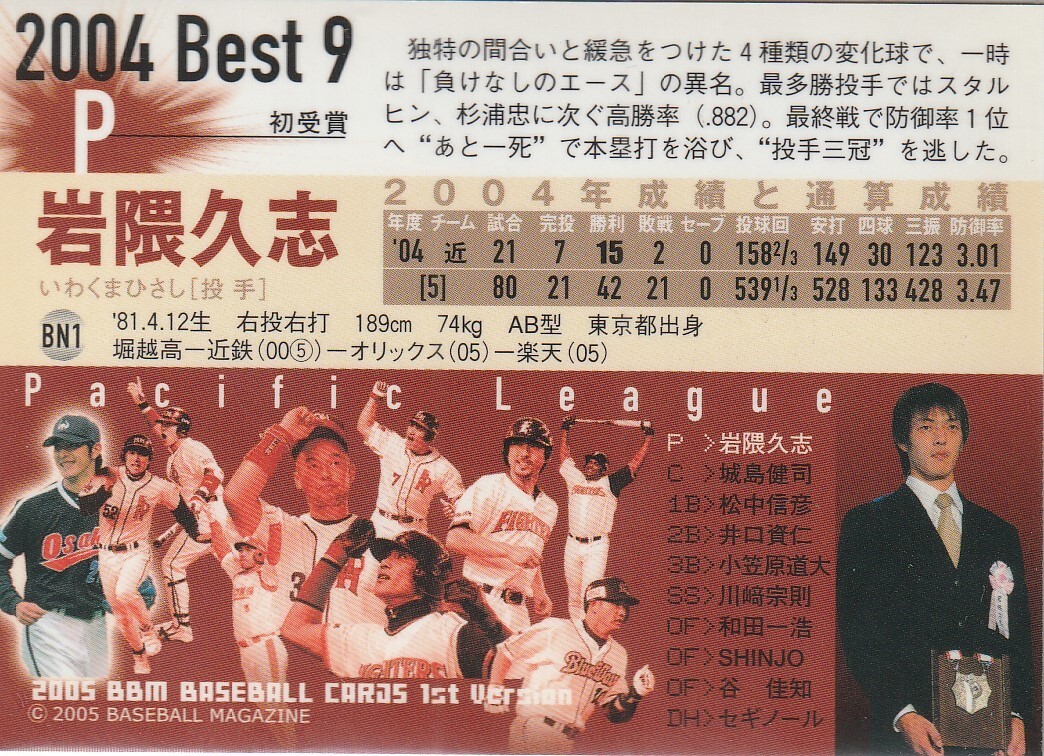 2004 Best 9
P
初受賞
独特の間合いと緩急をつけた4種類の変化球で、一時
は「負けなしのエース」の異名。最多勝投手ではスタル
ヒン、杉浦忠に次ぐ高勝率(.882)。最終戦で防御率1位
へ“あと一死”で本塁打を浴び、“投手三冠”を逃した。
岩隈久志
いわくまひさし[投 手]
2004年成績と通算成績
年度 チーム 試合 完投 勝利 敗戦 セーブ 投球回 安打 四球 三振 防御率
'04 近 21 7 15 2 0 158²/₃ 149 30 123 3.01
[5] 80 21 42 21 0 539¹/₃ 528 133 428 3.47
BN1
'81.4.12生 右投右打 189cm 74kg AB型 東京都出身
堀越高ー近鉄(00⑤)ーオリックス(05)ー楽天(05)
Pacific League
P>岩隈久志
C>城島健司
1B>松中信彦
2B>井口資仁
3B>小笠原道大
SS>川﨑宗則
OF>和田一浩
OF>SHINJO
OF>谷 佳知
DH>セギノール
Osak
52
7
3
FIGHTERS
FIGHTERS
BlueWave
2005 BBM BASEBALL CARDS 1st Version
© 2005 BASEBALL MAGAZINE